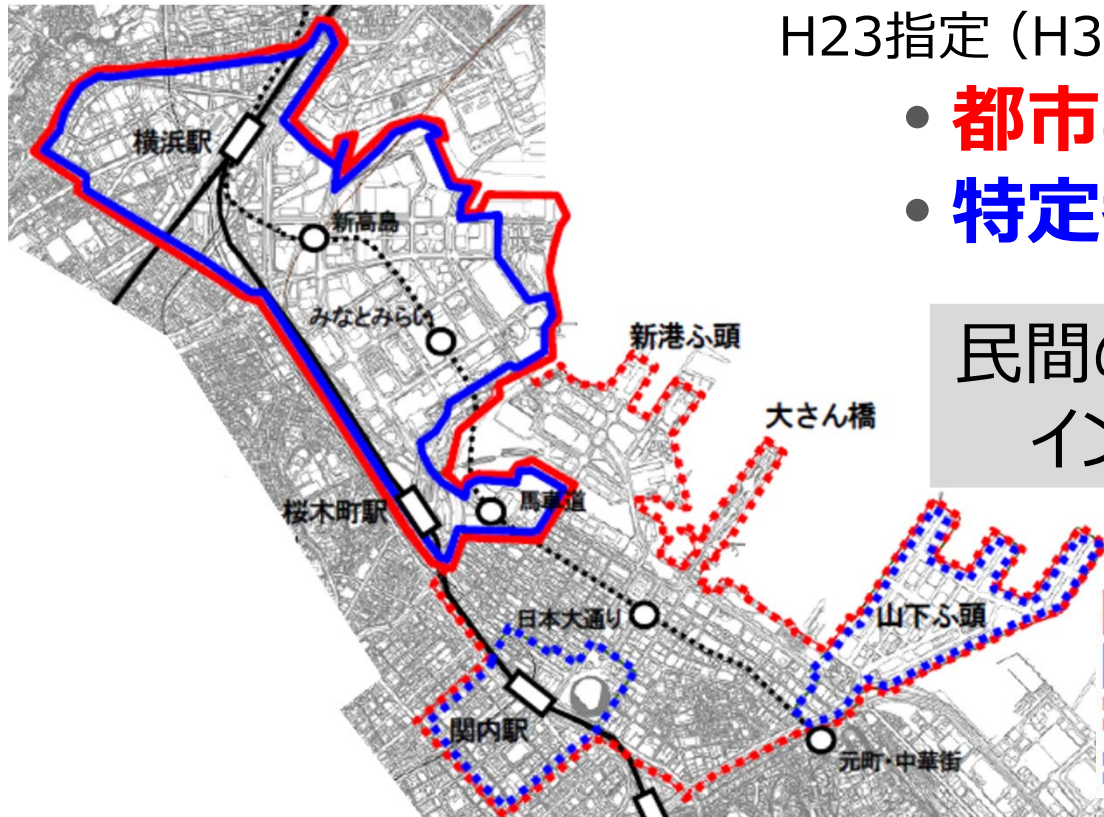 H23指定（H3
• 都市
• 特定
民間
イン
横浜駅
新高島
みなとみらい
新港ふ頭
大さん橋
桜木町駅
馬車道
日本大通り
山下ふ頭
関内駅
元町・中華街